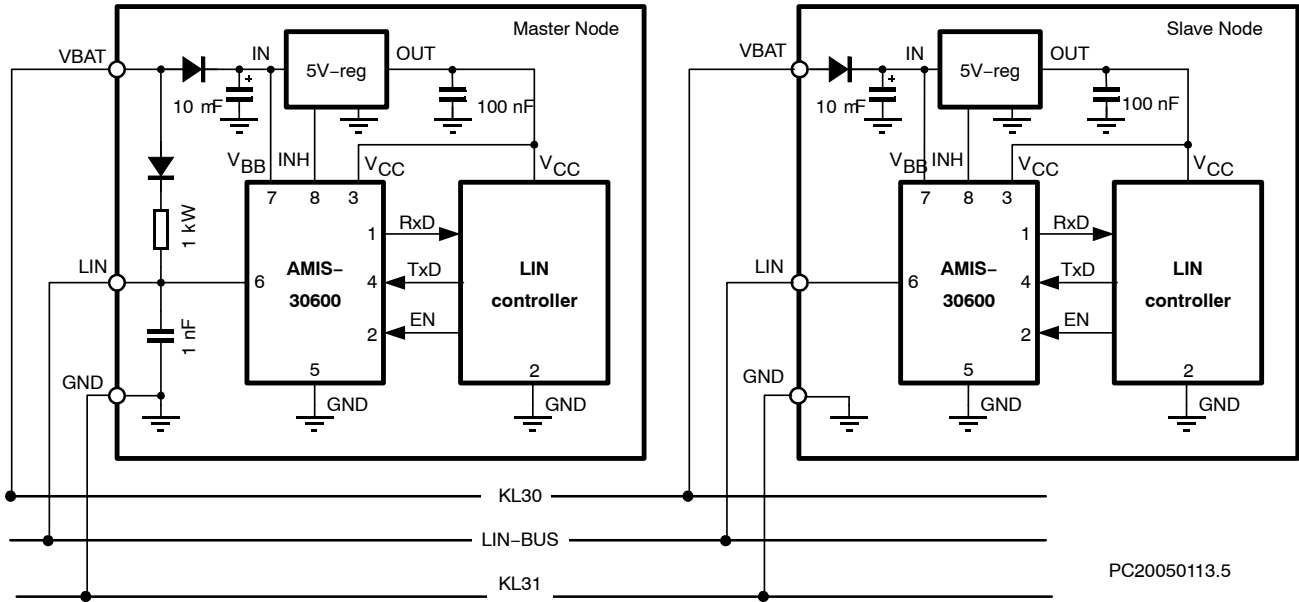 Master Node
VBAT
IN
5V−reg
OUT
10 mF
+
100 nF
VBB
INH
VCC
VCC
7
8
3
1 kW
1
RxD
LIN
6
AMIS−
30600
4
TxD
LIN
controller
2
EN
1 nF
GND
5
GND
2
GND
Slave Node
VBAT
IN
5V−reg
OUT
10 mF
+
100 nF
VBB
INH
VCC
VCC
7
8
3
1
RxD
LIN
6
AMIS−
30600
4
TxD
LIN
controller
2
EN
GND
5
GND
2
GND
KL30
LIN−BUS
KL31
PC20050113.5